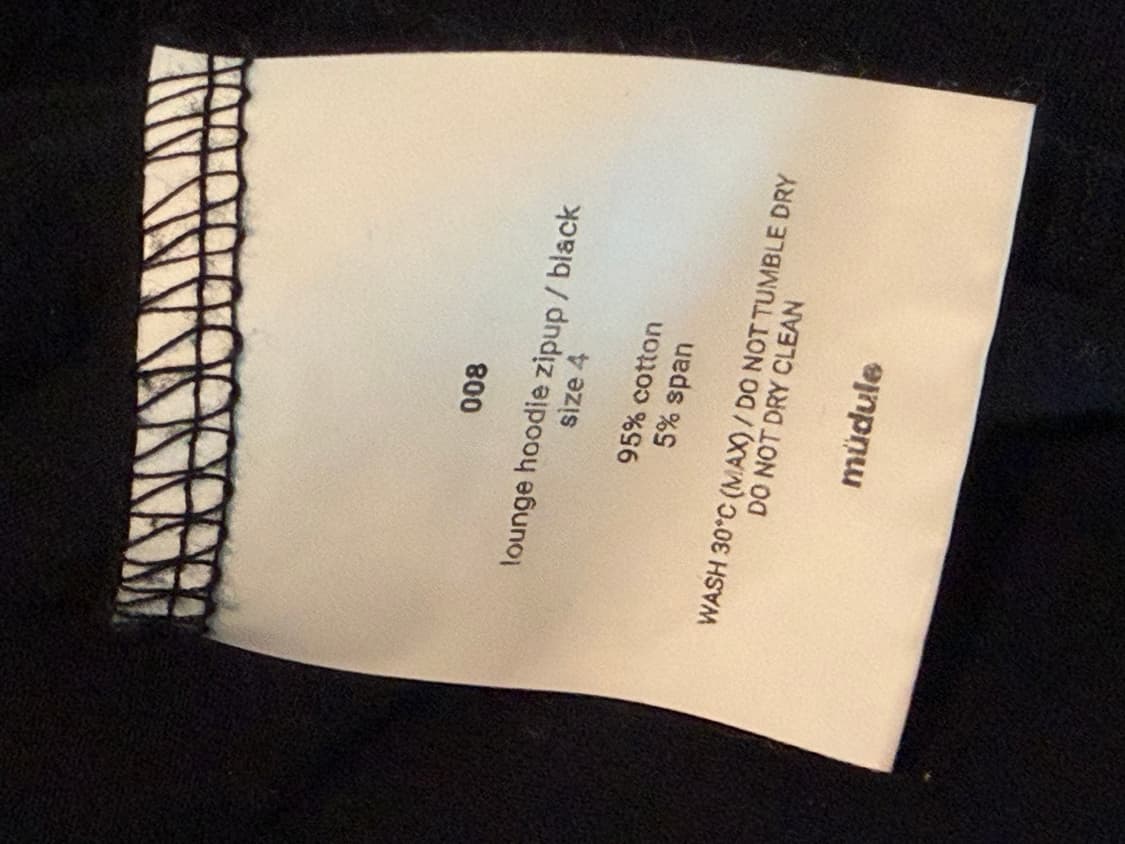 008
lounge hoodie zipup / black
size 4
95% cotton
5% span
WASH 30°C (MAX) / DO NOT TUMBLE DRY
DO NOT DRY CLEAN
müdule